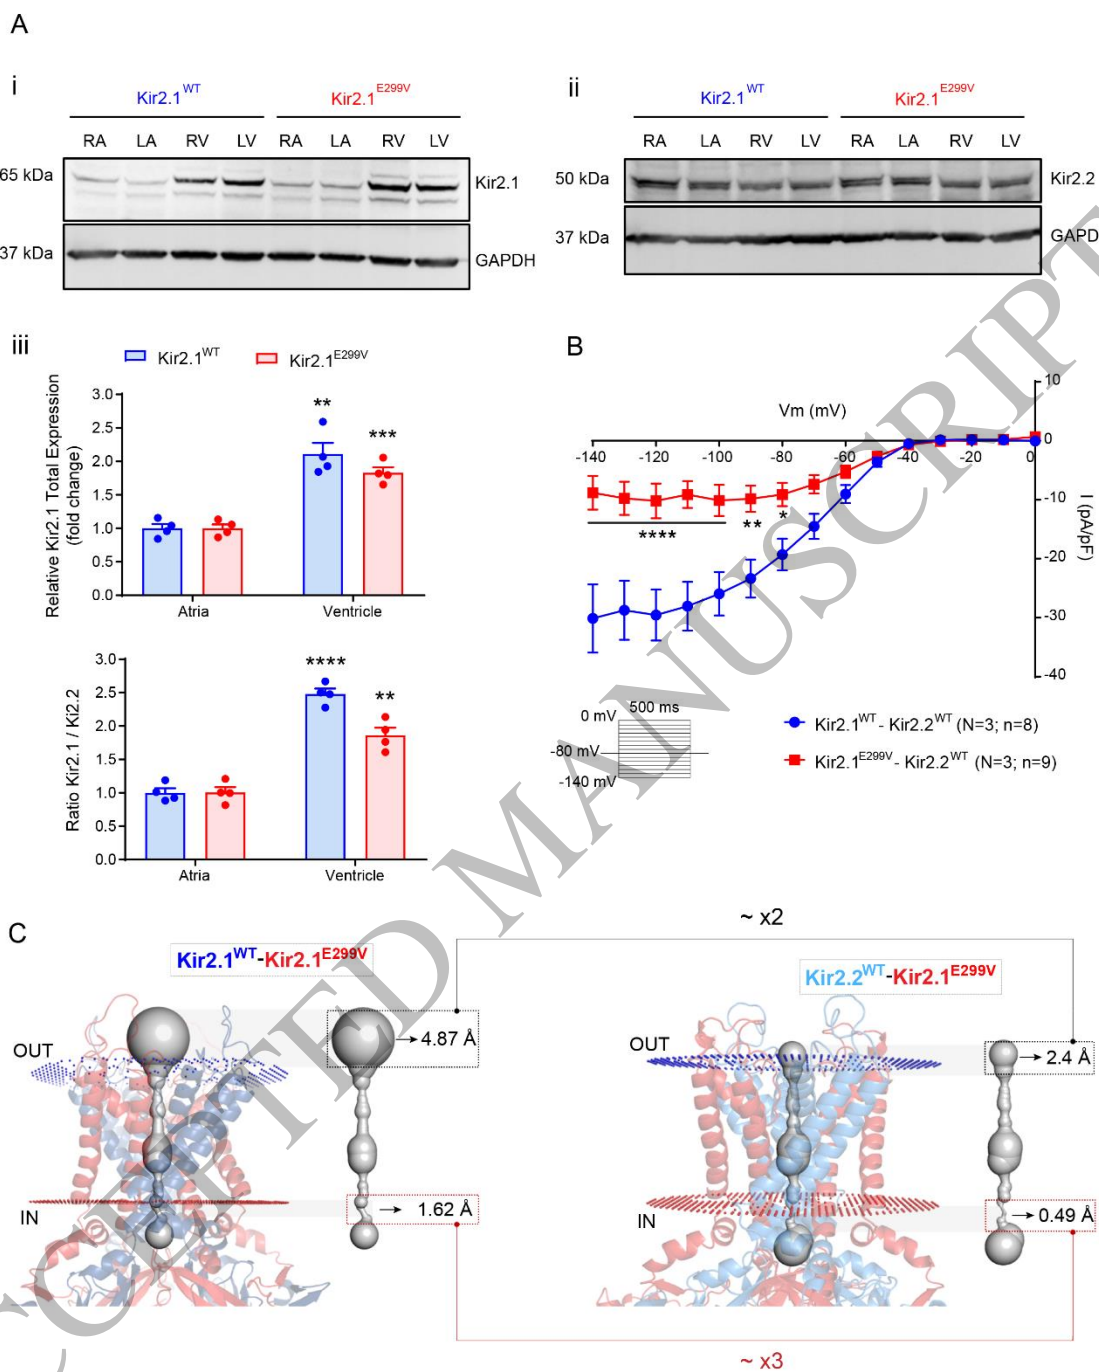 A
i
Kir2.1WT Kir2.1E299V
RA LA RV LV RA LA RV LV
65 kDa
Kir2.1
37 kDa
GAPDH
ii
Kir2.1WT Kir2.1E299V
RA LA RV LV RA LA RV LV
50 kDa
Kir2.2
37 kDa
GAPD
iii
Kir2.1WT Kir2.1E299V
Relative Kir2.1 Total Expression
(fold change)
3.0
2.5
2.0
1.5
1.0
0.5
0.0
**
***
Atria Ventricle
Ratio Kir2.1 / Ki2.2
3.0
2.5
2.0
1.5
1.0
0.5
0.0
****
**
Atria Ventricle
B
Vm (mV)
-140 -120 -100 -80 -60 -40 -20 0
10
0
-10
-20
-30
-40
I (pA/pF)
****
**
*
500 ms
0 mV
-80 mV
-140 mV
Kir2.1WT- Kir2.2WT (N=3; n=8)
Kir2.1E299V- Kir2.2WT (N=3; n=9)
C
~ x2
Kir2.1WT-Kir2.1E299V
OUT
4.87 Å
IN
1.62 Å
Kir2.2WT-Kir2.1E299V
OUT
2.4 Å
IN
0.49 Å
~ x3
CCEPTED MANUSCRIPT